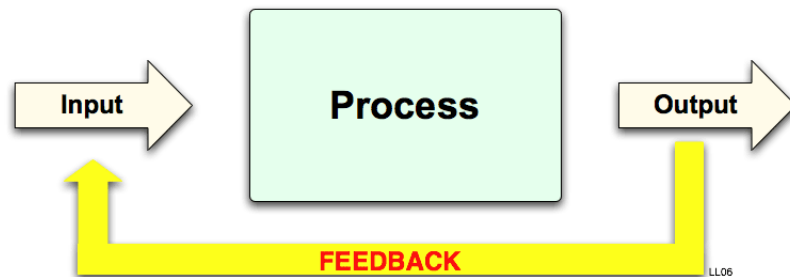 Input
Process
Output
FEEDBACK
LL06